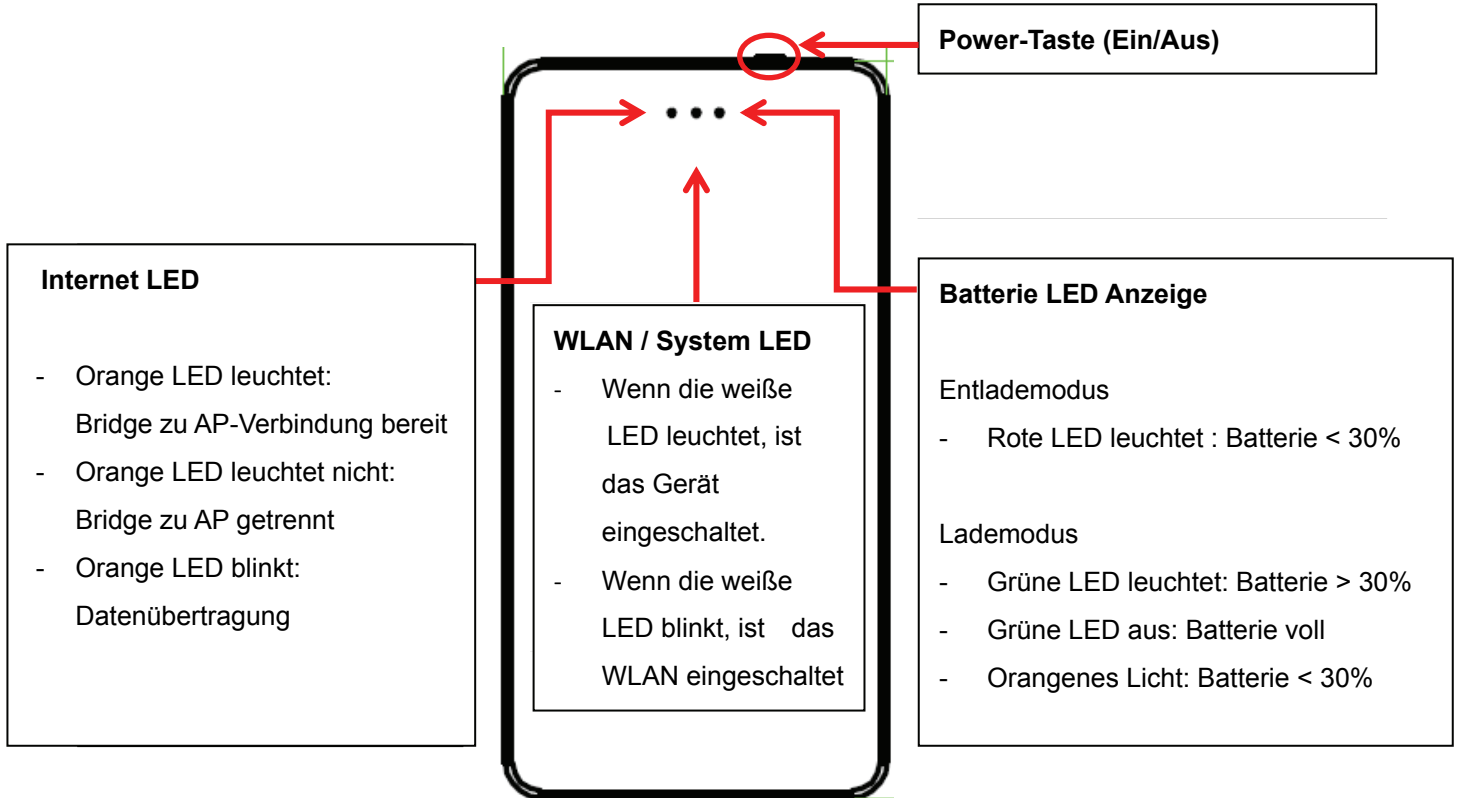 Power-Taste (Ein/Aus)
Internet LED
- Orange LED leuchtet:
Bridge zu AP-Verbindung bereit
- Orange LED leuchtet nicht:
Bridge zu AP getrennt
- Orange LED blinkt:
Datenübertragung
WLAN / System LED
- Wenn die weiße
LED leuchtet, ist
das Gerät
eingeschaltet.
- Wenn die weiße
LED blinkt, ist das
WLAN eingeschaltet
Batterie LED Anzeige
Entlademodus
- Rote LED leuchtet : Batterie < 30%
Lademodus
- Grüne LED leuchtet: Batterie > 30%
- Grüne LED aus: Batterie voll
- Orangenes Licht: Batterie < 30%